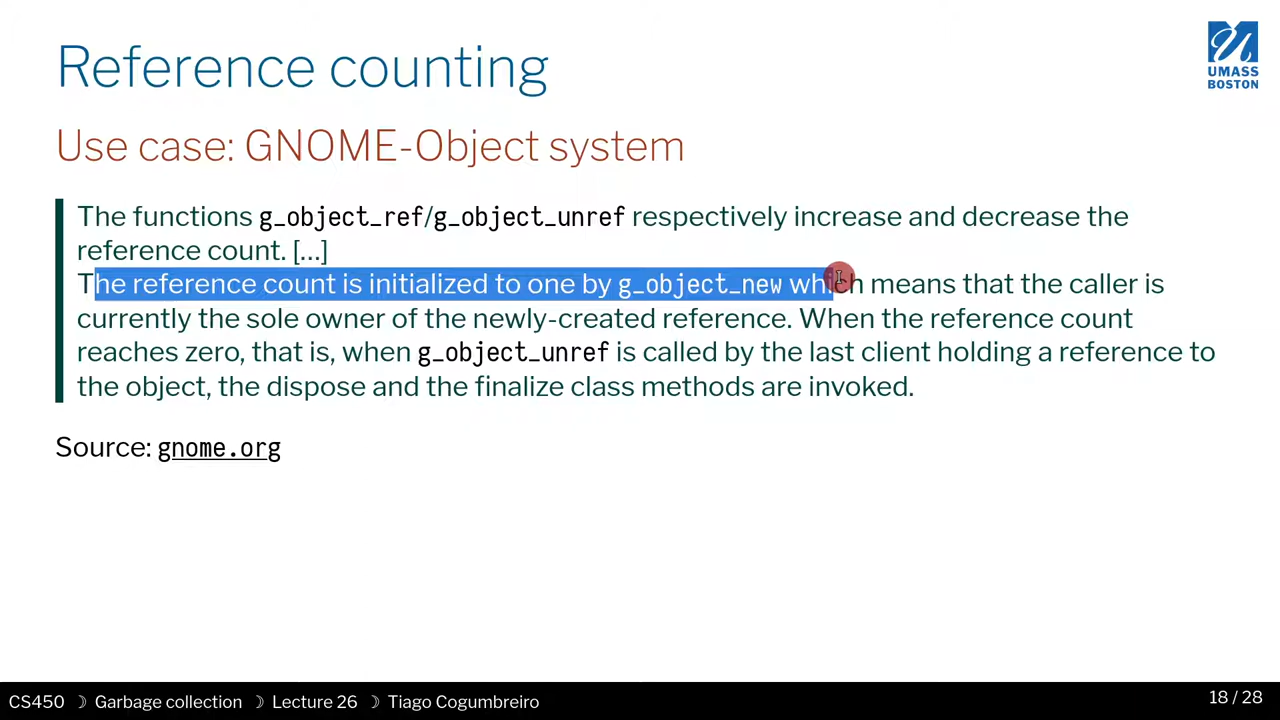 Reference counting
UMASS
BOSTON
Use case: GNOME-Object system
The functions g_object_ref/g_object_unref respectively increase and decrease the
reference count. [...]
The reference count is initialized to one by g_object_new which means that the caller is
currently the sole owner of the newly-created reference. When the reference count
reaches zero, that is, when g_object_unref is called by the last client holding a reference to
the object, the dispose and the finalize class methods are invoked.
Source: gnome.org
CS450 ☽ Garbage collection ☽ Lecture 26 ☽ Tiago Cogumbreiro
18 / 28